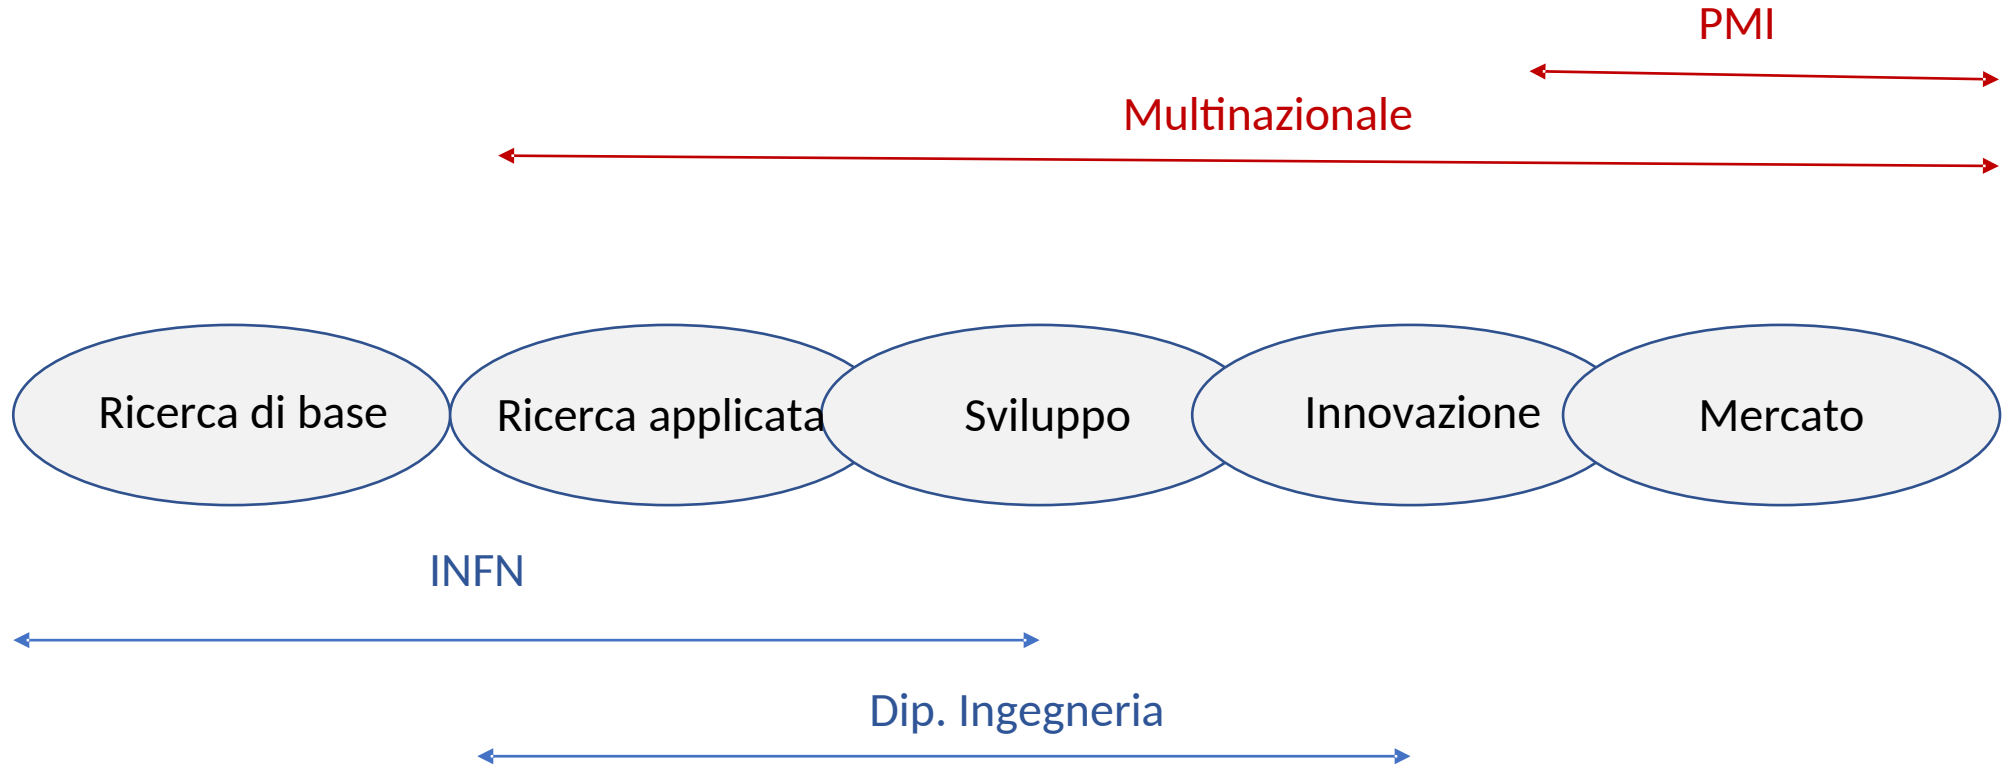 PMI
Multinazionale
Ricerca di base
Ricerca applicata
Sviluppo
Innovazione
Mercato
INFN
Dip. Ingegneria